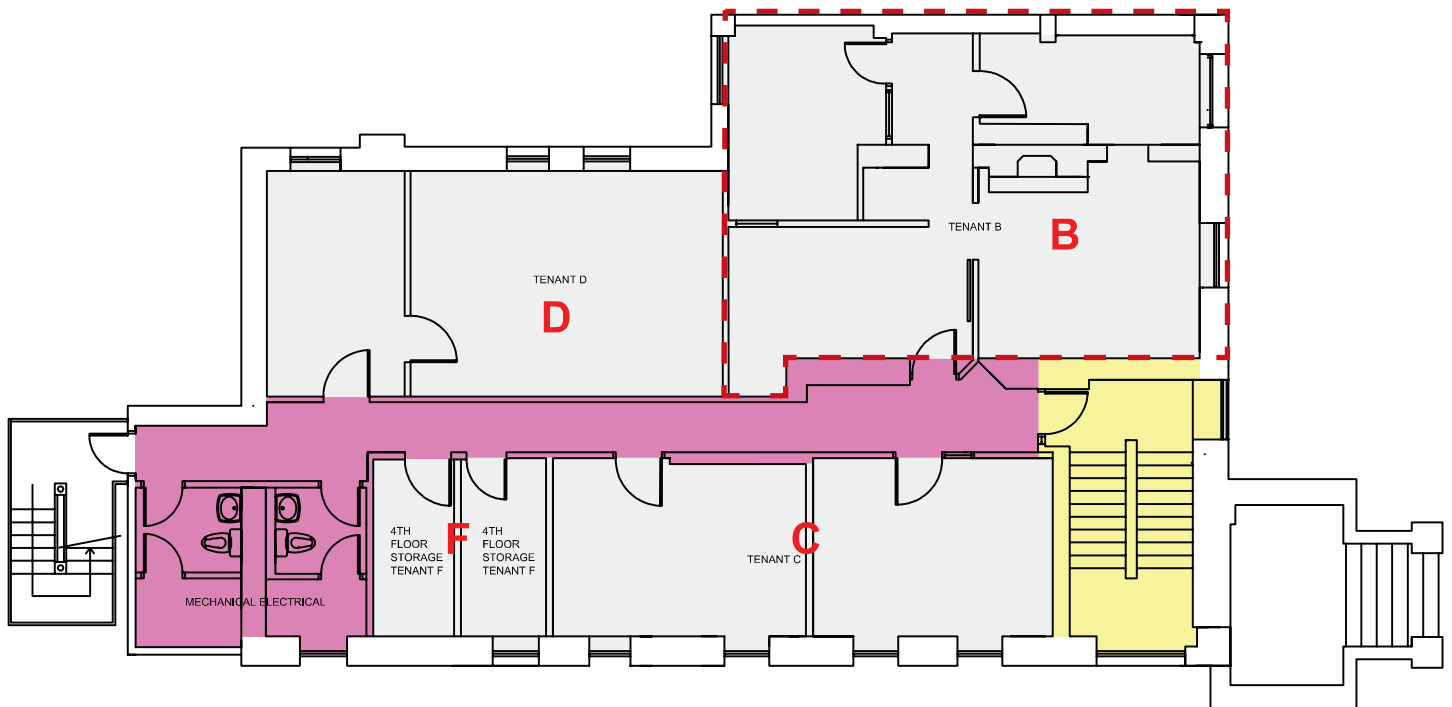 TENANT B
B
TENANT D
D
4TH
FLOOR
STORAGE
TENANT F
F
4TH
FLOOR
STORAGE
TENANT F
C
TENANT C
MECHANICAL ELECTRICAL